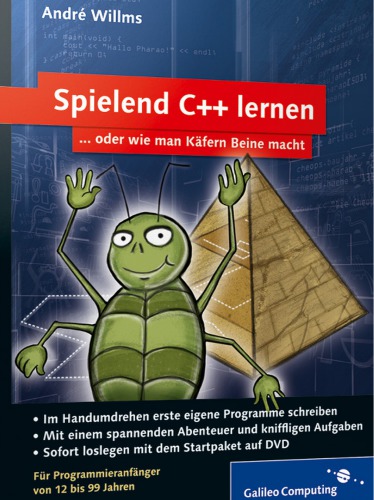 André Willms
int main(void) {
cout << "Hallo Pharao!" << endl;
return 0;
Spielend C++ lernen
... oder wie man Käfern Beine macht
• Im Handumdrehen erste eigene Programme schreiben
• Mit einem spannenden Abenteuer und kniffligen Aufgaben
• Sofort loslegen mit dem Startpaket auf DVD
Für Programmieranfänger
von 12 bis 99 Jahren
Galileo Computing